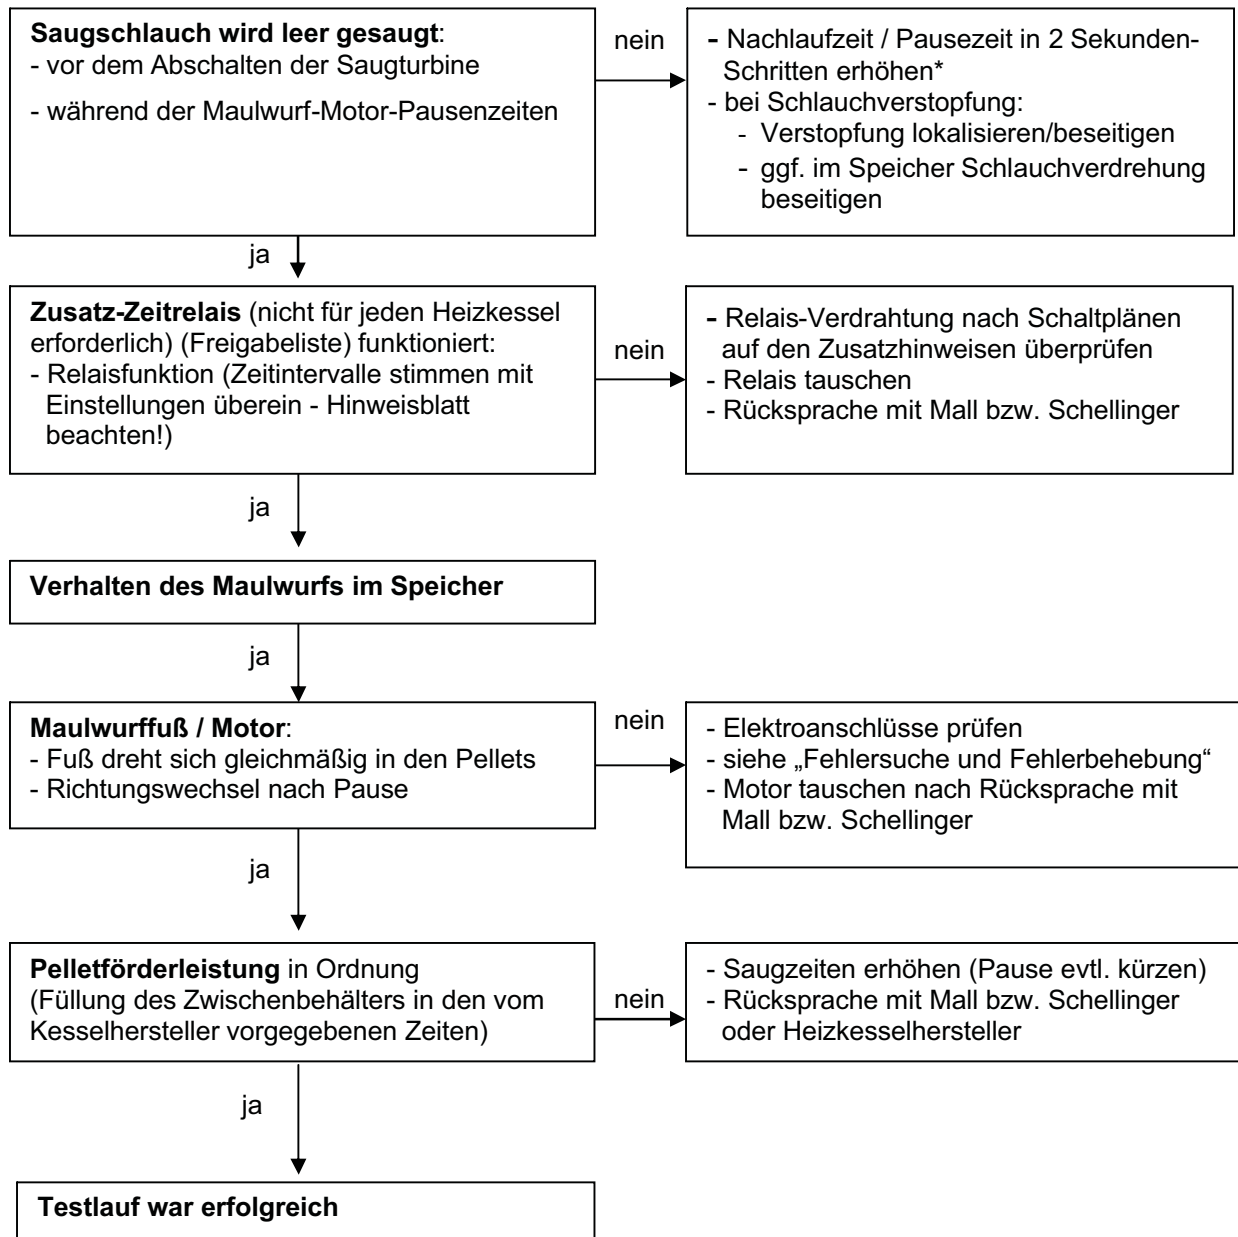 Saugschlauch wird leer gesaugt:
- vor dem Abschalten der Saugturbine
- während der Maulwurf-Motor-Pausenzeiten
nein
- Nachlaufzeit / Pausezeit in 2 Sekunden-
Schritten erhöhen*
- bei Schlauchverstopfung:
- Verstopfung lokalisieren/beseitigen
- ggf. im Speicher Schlauchverdrehung
beseitigen
ja
Zusatz-Zeitrelais (nicht für jeden Heizkessel
erforderlich) (Freigabeliste) funktioniert:
- Relaisfunktion (Zeitintervalle stimmen mit
Einstellungen überein - Hinweisblatt
beachten!)
nein
- Relais-Verdrahtung nach Schaltplänen
auf den Zusatzhinweisen überprüfen
- Relais tauschen
- Rücksprache mit Mall bzw. Schellinger
ja
Verhalten des Maulwurfs im Speicher
ja
Maulwurffuß / Motor:
- Fuß dreht sich gleichmäßig in den Pellets
- Richtungswechsel nach Pause
nein
- Elektroanschlüsse prüfen
- siehe „Fehlersuche und Fehlerbehebung“
- Motor tauschen nach Rücksprache mit
Mall bzw. Schellinger
ja
Pelletförderleistung in Ordnung
(Füllung des Zwischenbehälters in den vom
Kesselhersteller vorgegebenen Zeiten)
nein
- Saugzeiten erhöhen (Pause evtl. kürzen)
- Rücksprache mit Mall bzw. Schellinger
oder Heizkesselhersteller
ja
Testlauf war erfolgreich